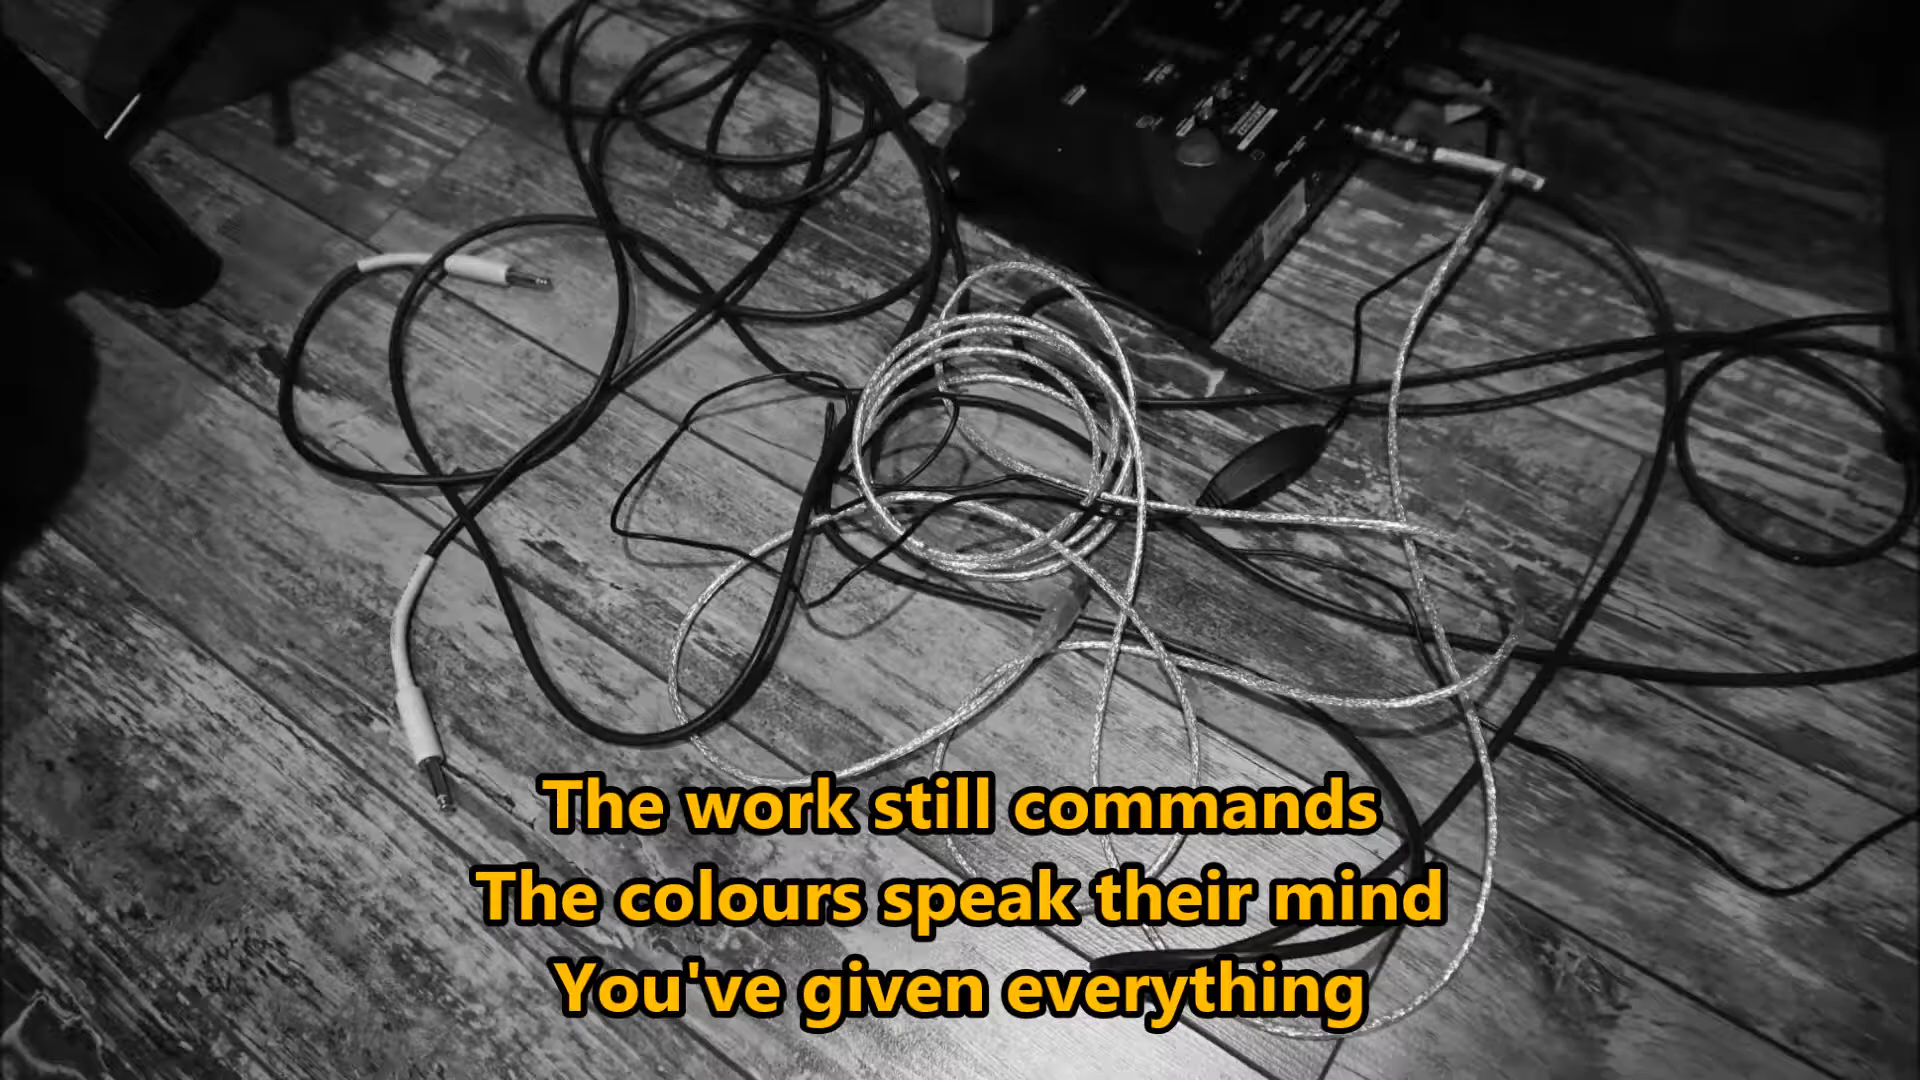 The work still commands
The colours speak their mind
You've given everything